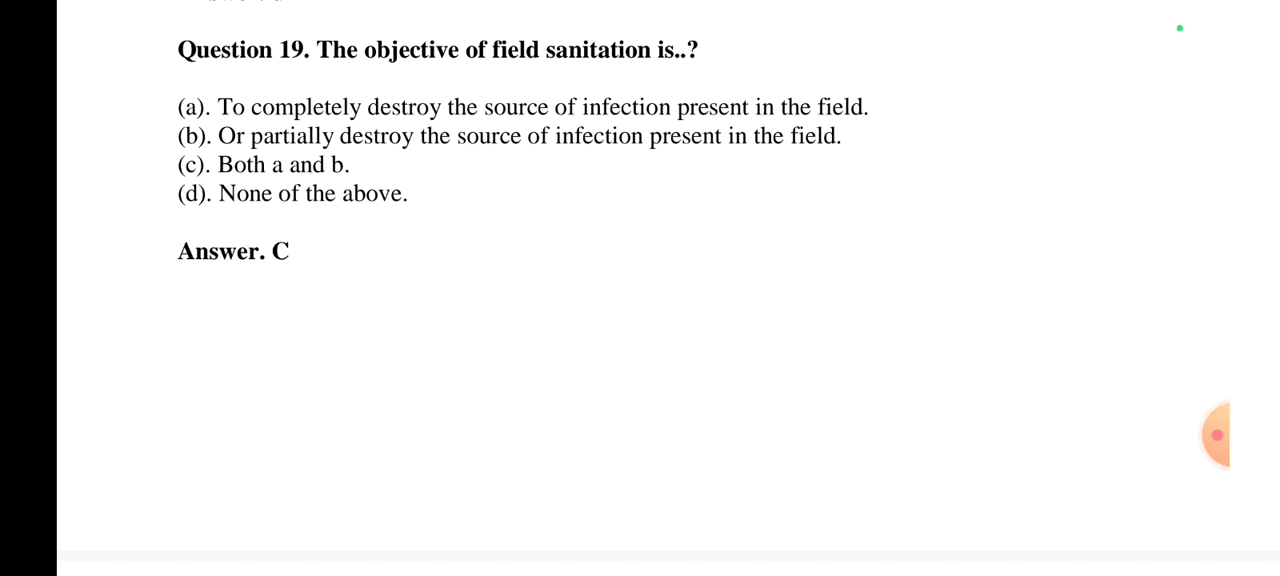 Question 19. The objective of field sanitation is..?
(a). To completely destroy the source of infection present in the field.
(b). Or partially destroy the source of infection present in the field.
(c). Both a and b.
(d). None of the above.
Answer. C